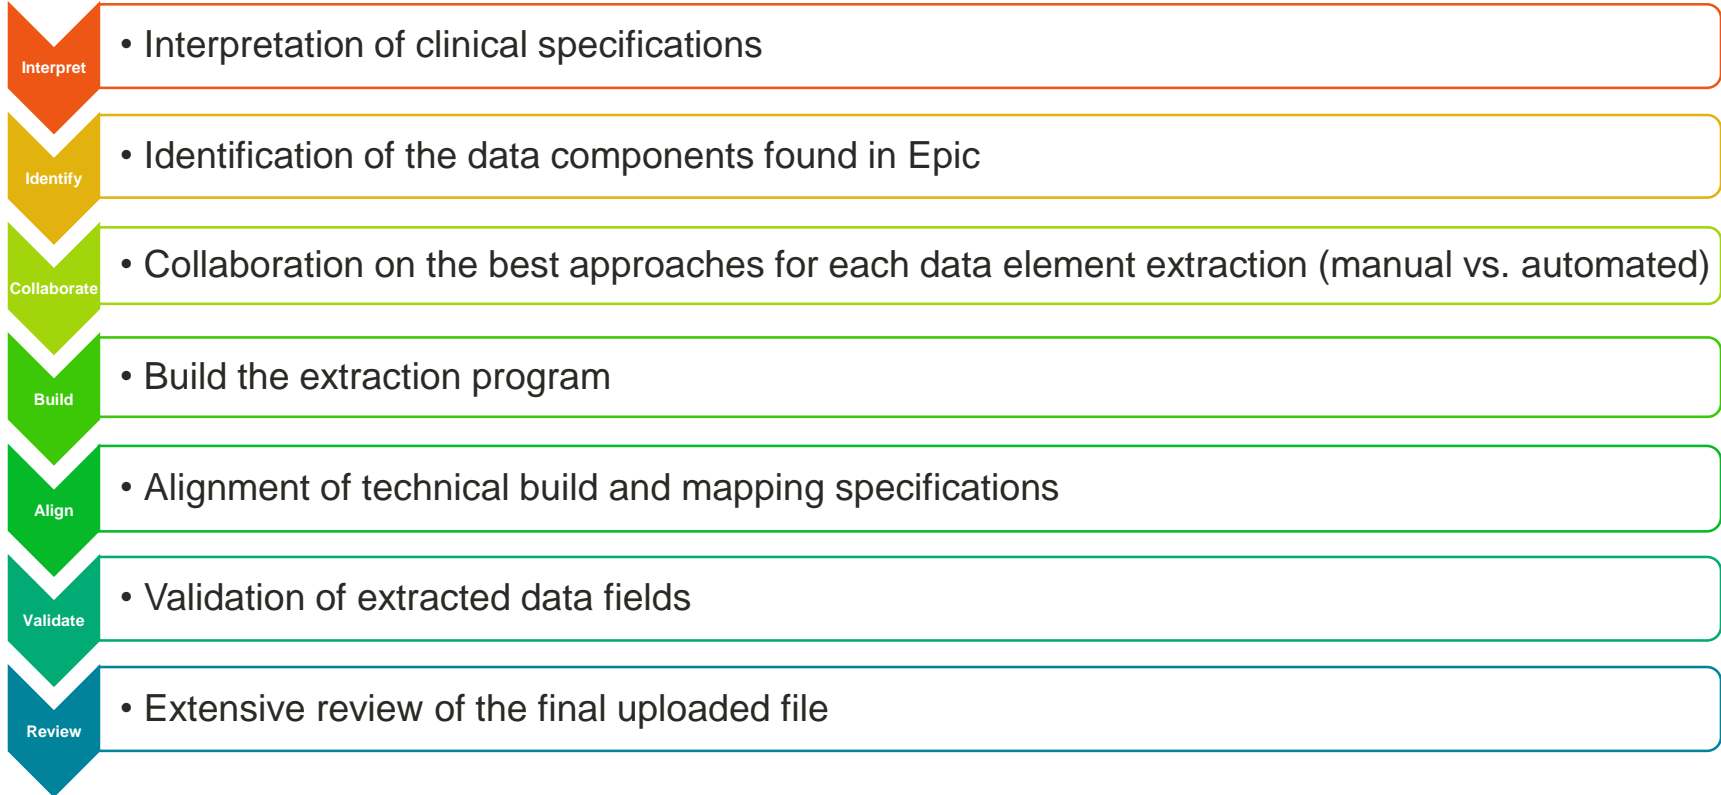 Interpret
• Interpretation of clinical specifications
Identify
• Identification of the data components found in Epic
Collaborate
• Collaboration on the best approaches for each data element extraction (manual vs. automated)
Build
• Build the extraction program
Align
• Alignment of technical build and mapping specifications
Validate
• Validation of extracted data fields
Review
• Extensive review of the final uploaded file